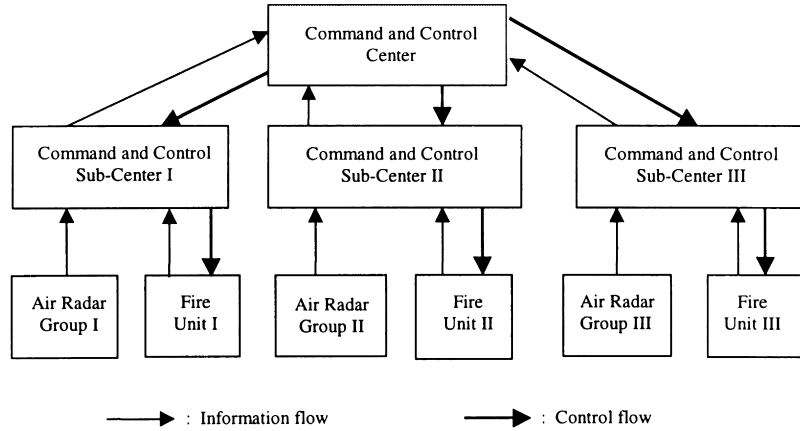 Command and Control
Center
Command and Control
Sub-Center I
Command and Control
Sub-Center II
Command and Control
Sub-Center III
Air Radar
Group I
Fire
Unit I
Air Radar
Group II
Fire
Unit II
Air Radar
Group III
Fire
Unit III
: Information flow
: Control flow